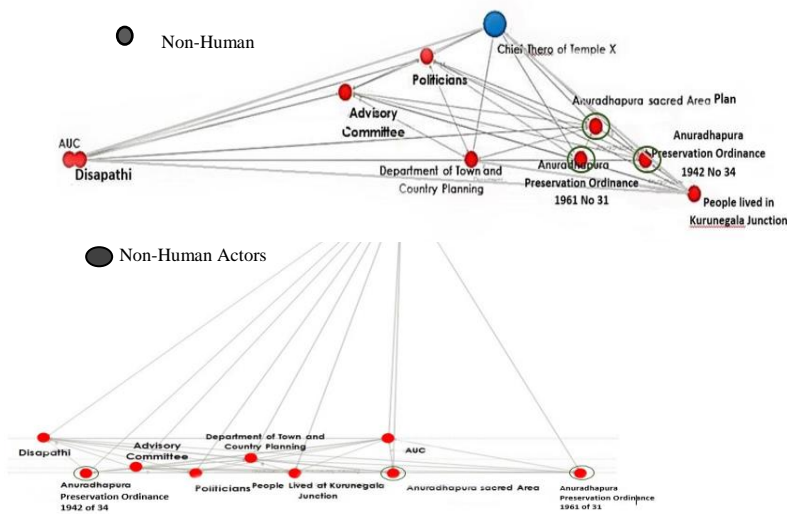 Non-Human
Chief Thero of Temple X
Politicians
Anuradhapura sacred Area Plan
Advisory
Committee
AUC
Disapathi
Anuradhapura
Preservation Ordinance
1942 No 34
Department of Town and
Country Planning
Anuradhapura
Preservation Ordinance
1961 No 31
People lived in
Kurunegala Junction
Non-Human Actors
Disapathi
Advisory
Committee
Department of Town and
Country Planning
AUC
Anuradhapura
Preservation Ordinance
1942 of 34
Politicians
People Lived at Kurunegala
Junction
Anuradhapura sacred Area
Anuradhapura
Preservation Ordinance
1961 of 31